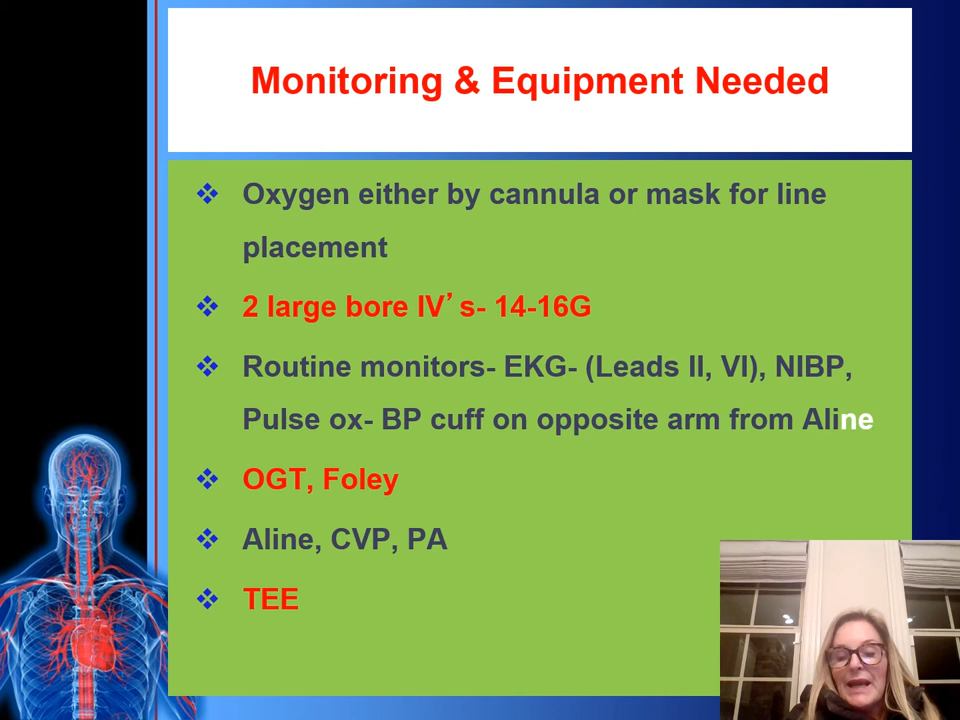 Monitoring & Equipment Needed
Oxygen either by cannula or mask for line
placement
2 large bore IV’s- 14-16G
Routine monitors- EKG- (Leads II, VI), NIBP,
Pulse ox- BP cuff on opposite arm from Aline
OGT, Foley
Aline, CVP, PA
TEE